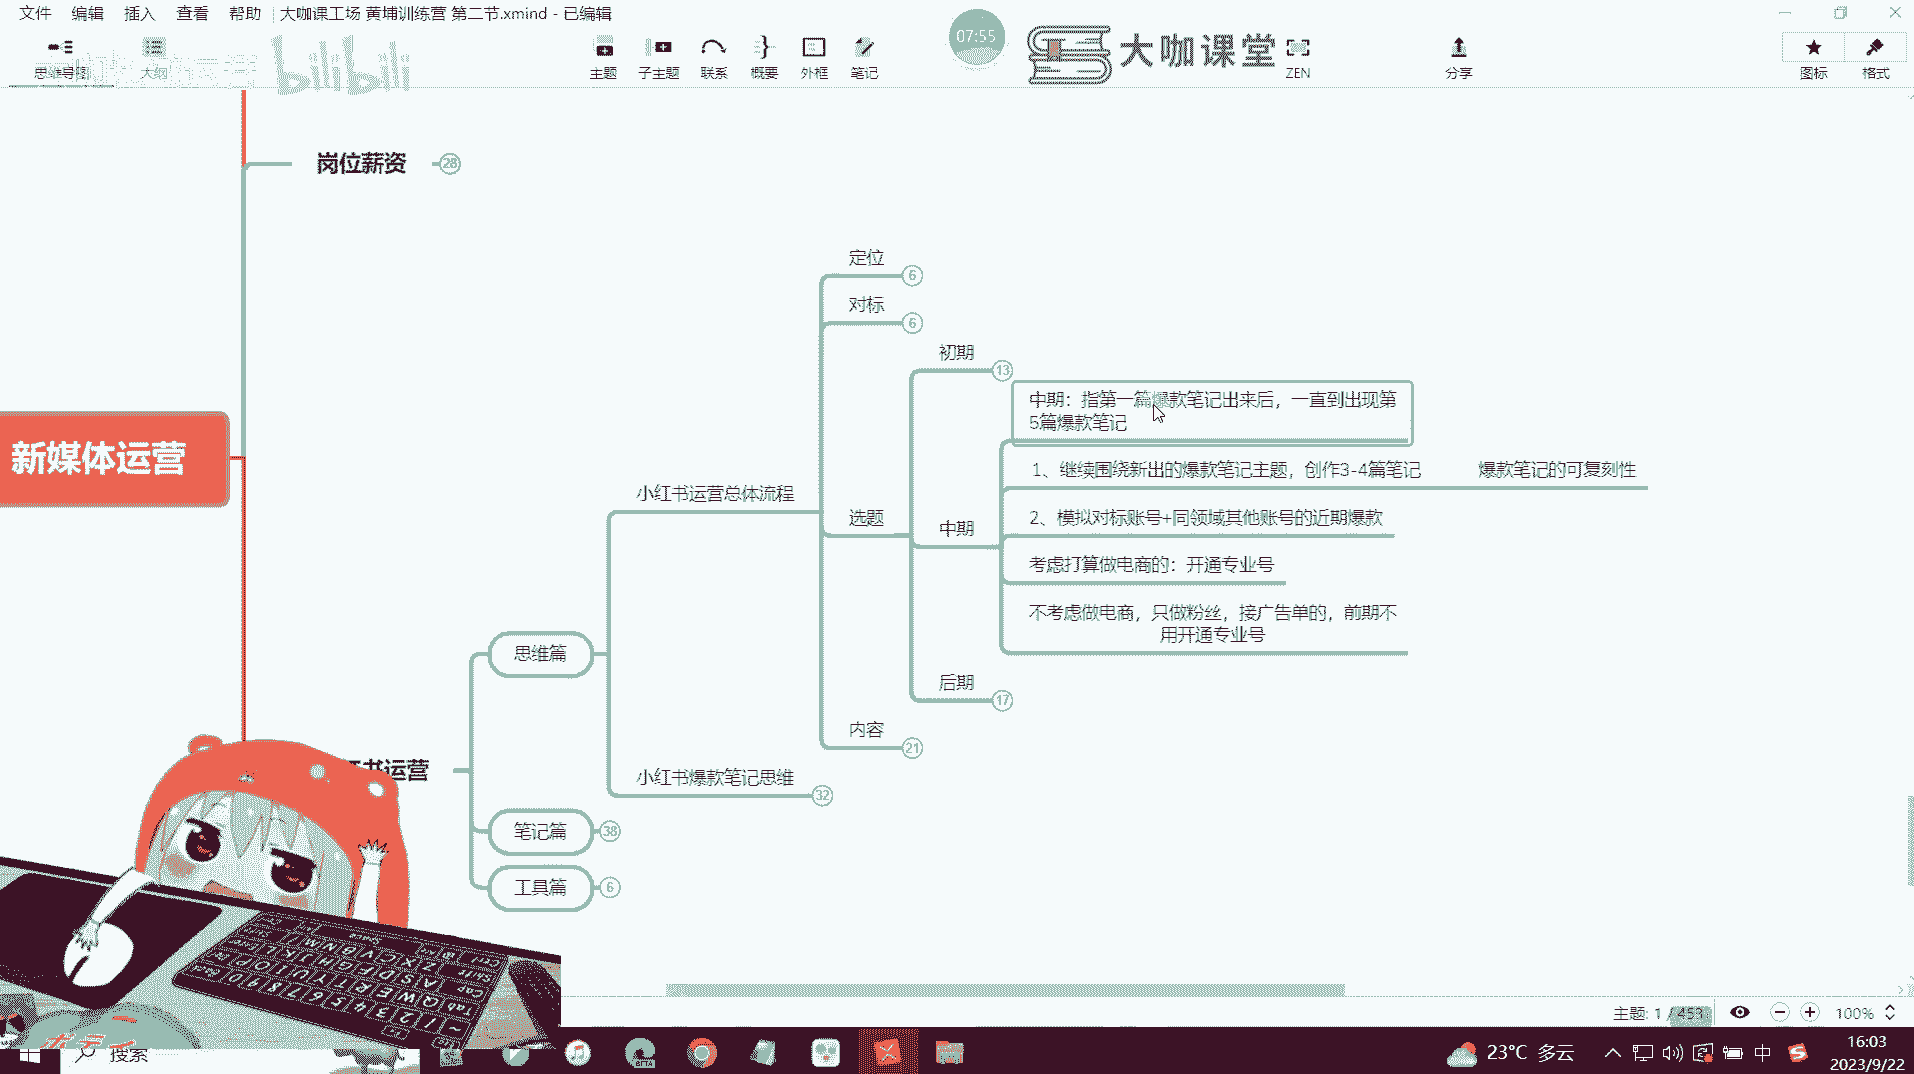 文件 编辑 插入 查看 帮助 大咖课工场 黄埔训练营 第二节.xmind - 已编辑
思维导图 大纲 主题 子主题 联系 概要 外框 笔记 07:55 大咖课堂 ZEN 分享 图标 格式
bilibili
岗位薪资 28
定位 6
对标 6
初期 13
中期：指第一篇爆款笔记出来后，一直到出现第
5篇爆款笔记
新媒体运营
1、继续围绕新出的爆款笔记主题，创作3-4篇笔记 爆款笔记的可复刻性
小红书运营总体流程
选题
2、模拟对标账号+同领域其他账号的近期爆款
中期
考虑打算做电商的：开通专业号
不考虑做电商，只做粉丝，接广告单的，前期不
用开通专业号
思维篇
后期 17
内容 21
书运营
小红书爆款笔记思维 32
笔记篇 38
工具篇 6
主题: 1 / 453 100%
搜索
23°C 多云 中 16:03
2023/9/22